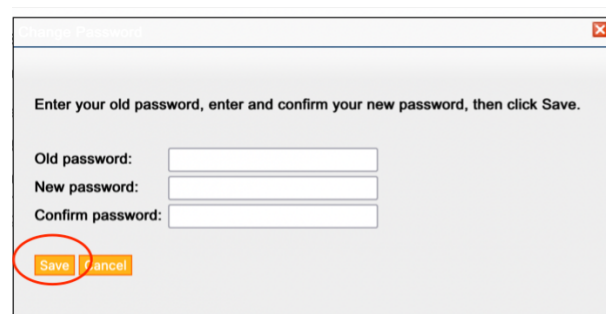 Change Password
Enter your old password, enter and confirm your new password, then click Save.
Old password:
New password:
Confirm password:
Save Cancel